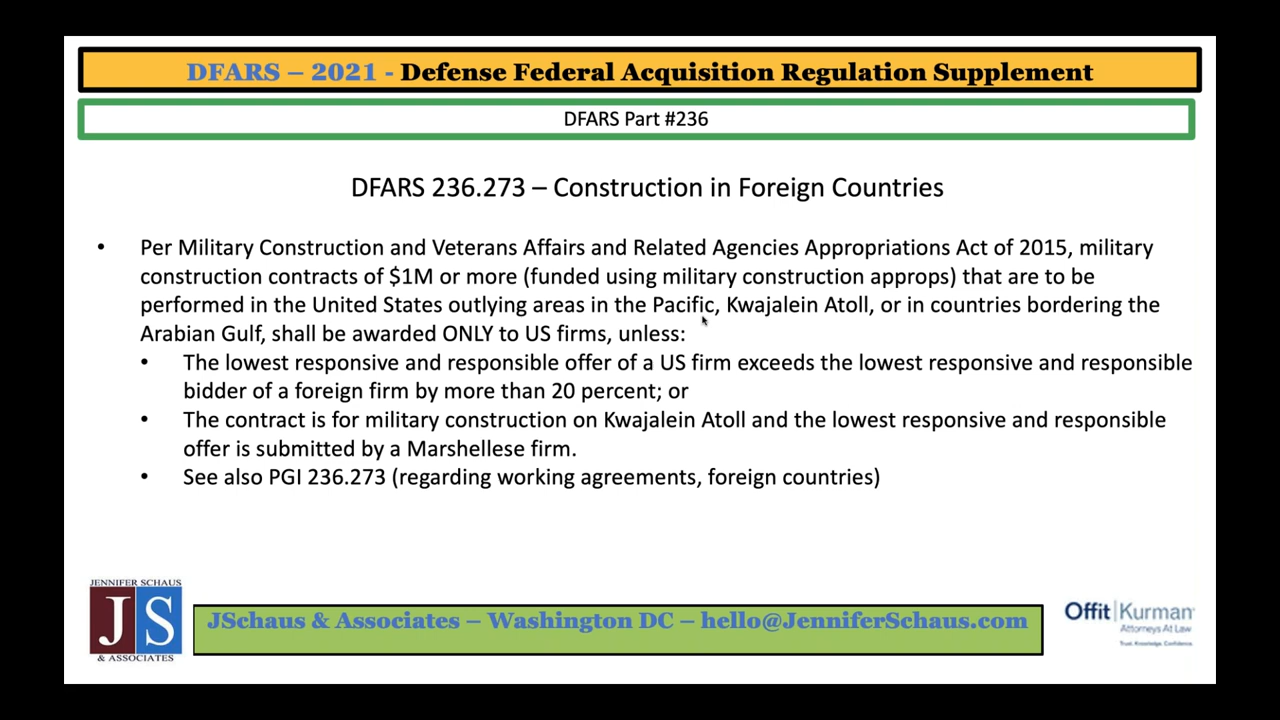 DFARS – 2021 - Defense Federal Acquisition Regulation Supplement
DFARS Part #236
DFARS 236.273 – Construction in Foreign Countries
• Per Military Construction and Veterans Affairs and Related Agencies Appropriations Act of 2015, military
construction contracts of $1M or more (funded using military construction approps) that are to be
performed in the United States outlying areas in the Pacific, Kwajalein Atoll, or in countries bordering the
Arabian Gulf, shall be awarded ONLY to US firms, unless:
• The lowest responsive and responsible offer of a US firm exceeds the lowest responsive and responsible
bidder of a foreign firm by more than 20 percent; or
• The contract is for military construction on Kwajalein Atoll and the lowest responsive and responsible
offer is submitted by a Marshellese firm.
• See also PGI 236.273 (regarding working agreements, foreign countries)
JENNIFER SCHAUS
JS
& ASSOCIATES
JSchaus & Associates – Washington DC – hello@JenniferSchaus.com
Offit|Kurman
Attorneys At Law
Trust. Knowledge. Confidence.